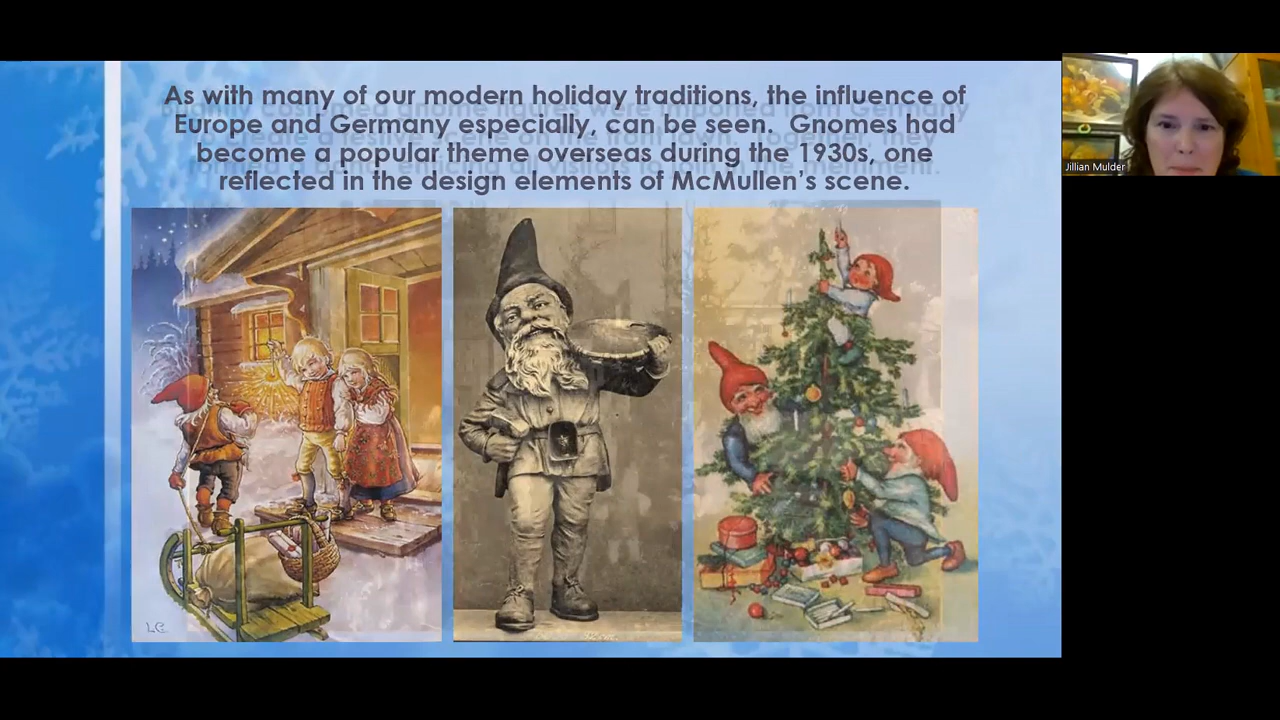 As with many of our modern holiday traditions, the influence of
Europe and Germany especially, can be seen.  Gnomes had
become a popular theme overseas during the 1930s, one
reflected in the design elements of McMullen's scene.
Jillian Mulder